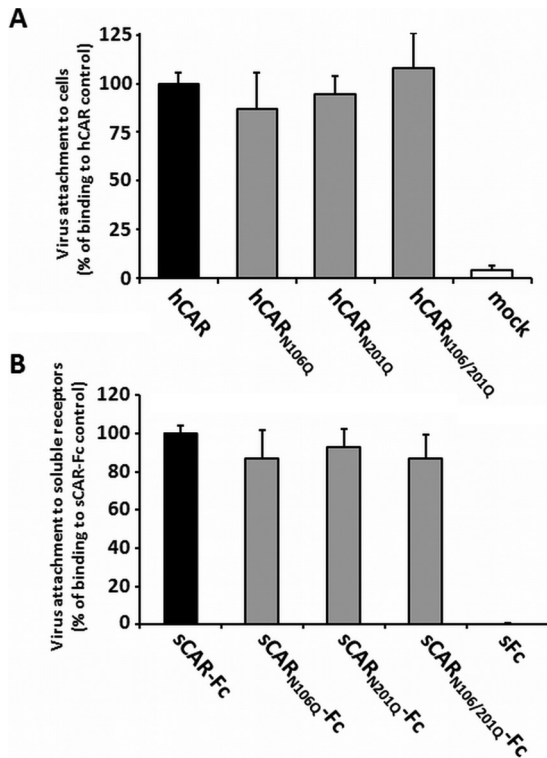 A
Virus attachment to cells
(% of binding to hCAR control)
125
100
75
50
25
0
hCAR
hCARN106Q
hCARN201Q
hCARN106/201Q
mock
B
Virus attachment to soluble receptors
(% of binding to sCAR-Fc control)
120
100
80
60
40
20
0
sCAR-Fc
sCARN106Q-Fc
sCARN201Q-Fc
sCARN106/201Q-Fc
sFc